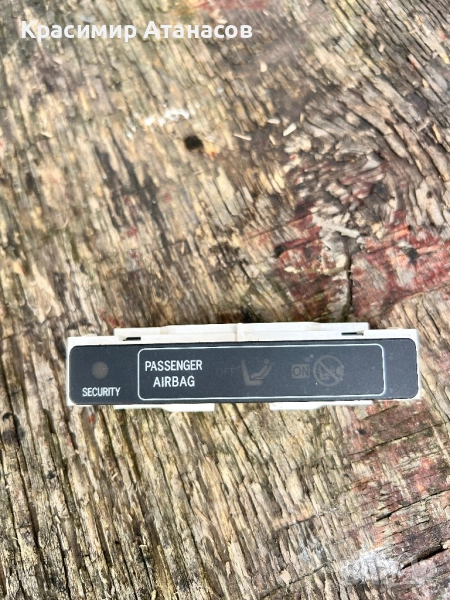 Красимир Атанасов
PASSENGER
AIRBAG
OFF
ON
SECURITY